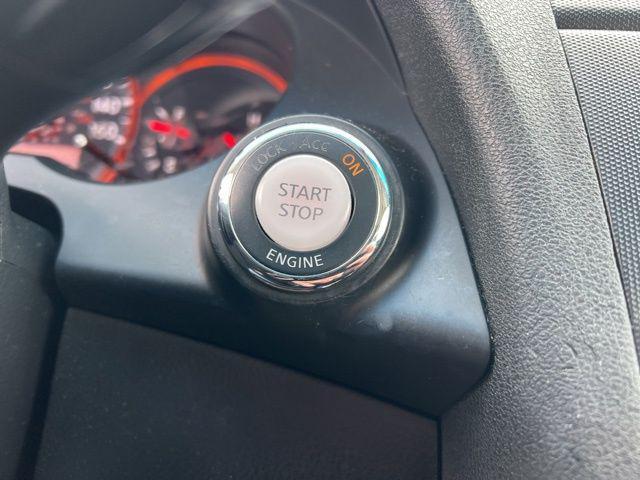 LOCK ACC ON
START
STOP
ENGINE